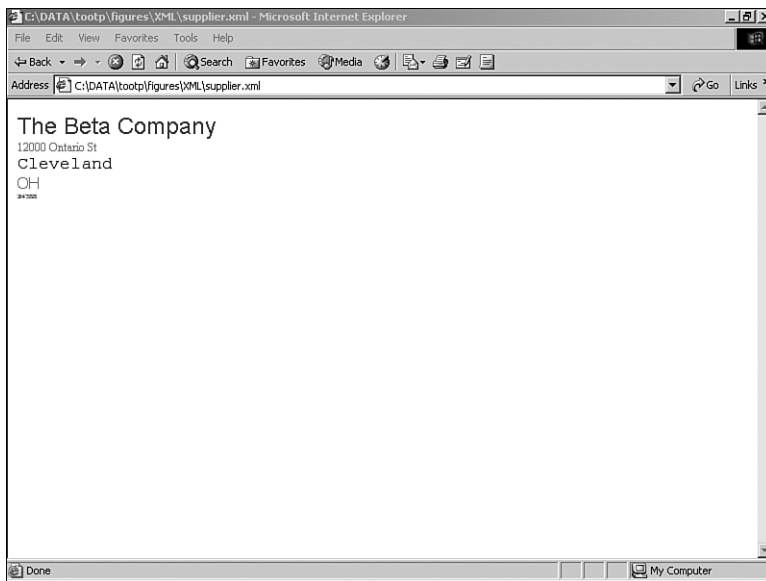 C:\DATA\tootp\figures\XML\supplier.xml - Microsoft Internet Explorer
File Edit View Favorites Tools Help
Back Search Favorites Media
Address C:\DATA\tootp\figures\XML\supplier.xml Go Links
The Beta Company
12000 Ontario St
Cleveland
OH
Done My Computer